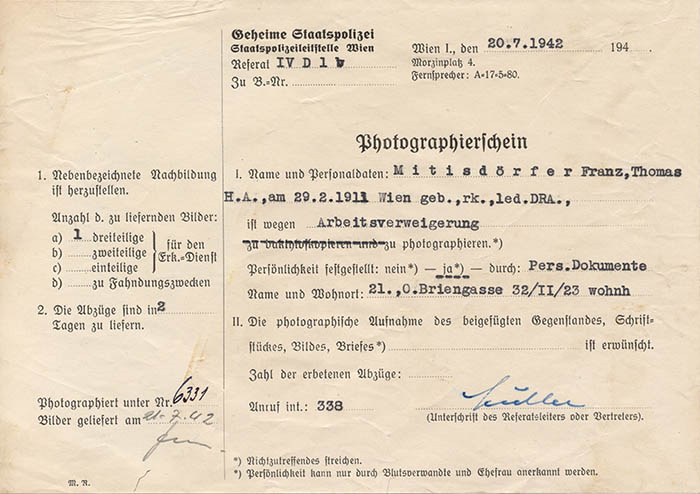 Geheime Staatspolizei
Staatspolizeileitstelle Wien
Referat IV D 1 b
Zu B.=Nr.
Wien I., den 20.7.1942 194
Morzinplatz 4.
Fernsprecher: A=17=5=80.
Photographierschein
1. Nebenbezeichnete Nachbildung
ist herzustellen.
Anzahl d. zu liefernden Bilder:
a) 1 dreiteilige
b) zweiteilige
c) einteilige
für den
Erk.=Dienst
d) zu Fahndungszwecken
2. Die Abzüge sind in 2
Tagen zu liefern.
Photographiert unter Nr. 6331
Bilder geliefert am 21.7.42
M. R.
I. Name und Personaldaten: Mitisdörfer Franz,Thomas
H.A.,am 29.2.1911 Wien geb.,rk.,led.DRA.,
ist wegen Arbeitsverweigerung
zu daktyloskopieren und zu photographieren.*)
Persönlichkeit festgestellt: nein*) — ja*) — durch: Pers.Dokumente
Name und Wohnort: 21.,O.Briengasse 32/II/23 wohnh
II. Die photographische Aufnahme des beigefügten Gegenstandes, Schrift=
stückes, Bildes, Briefes*) ist erwünscht.
Zahl der erbetenen Abzüge:
Anruf int.: 338
(Unterschrift des Referatsleiters oder Vertreters).
*) Nichtzutreffendes streichen.
*) Persönlichkeit kann nur durch Blutsverwandte und Ehefrau anerkannt werden.